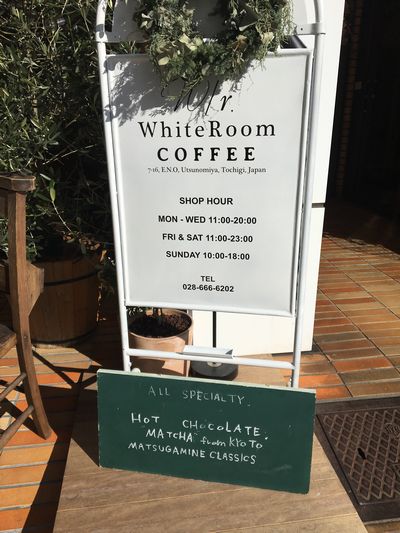 Mr.
WhiteRoom
COFFEE
7-16, E.N.O, Utsunomiya, Tochigi, Japan
SHOP HOUR
MON - WED 11:00-20:00
FRI & SAT 11:00-23:00
SUNDAY 10:00-18:00
TEL
028-666-6202
ALL SPECIALTY.
HOT CHOCOLATE.
MATCHA from KYOTO
MATSUGAMINE CLASSICS